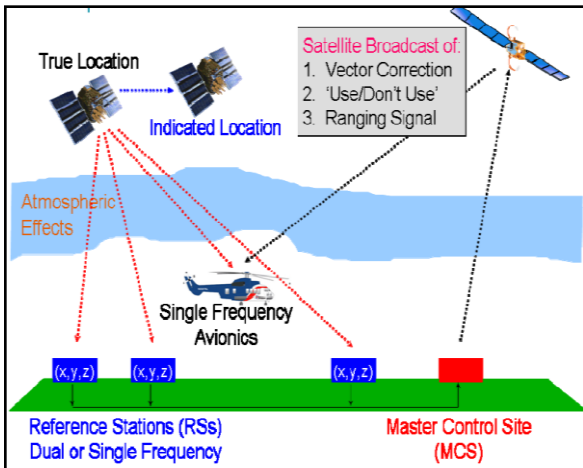 True Location
Indicated Location
Satellite Broadcast of:
1. Vector Correction
2. ‘Use/Don’t Use’
3. Ranging Signal
Atmospheric
Effects
Single Frequency
Avionics
(x,y,z)
(x,y,z)
(x,y,z)
Reference Stations (RSs)
Dual or Single Frequency
Master Control Site
(MCS)